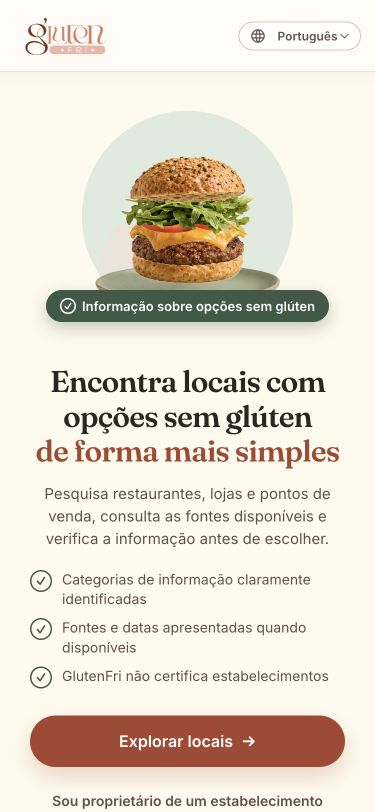 gluten
FRI
Português
Informação sobre opções sem glúten
Encontra locais com
opções sem glúten
de forma mais simples
Pesquisa restaurantes, lojas e pontos de
venda, consulta as fontes disponíveis e
verifica a informação antes de escolher.
Categorias de informação claramente
identificadas
Fontes e datas apresentadas quando
disponíveis
GlutenFri não certifica estabelecimentos
Explorar locais →
Sou proprietário de um estabelecimento